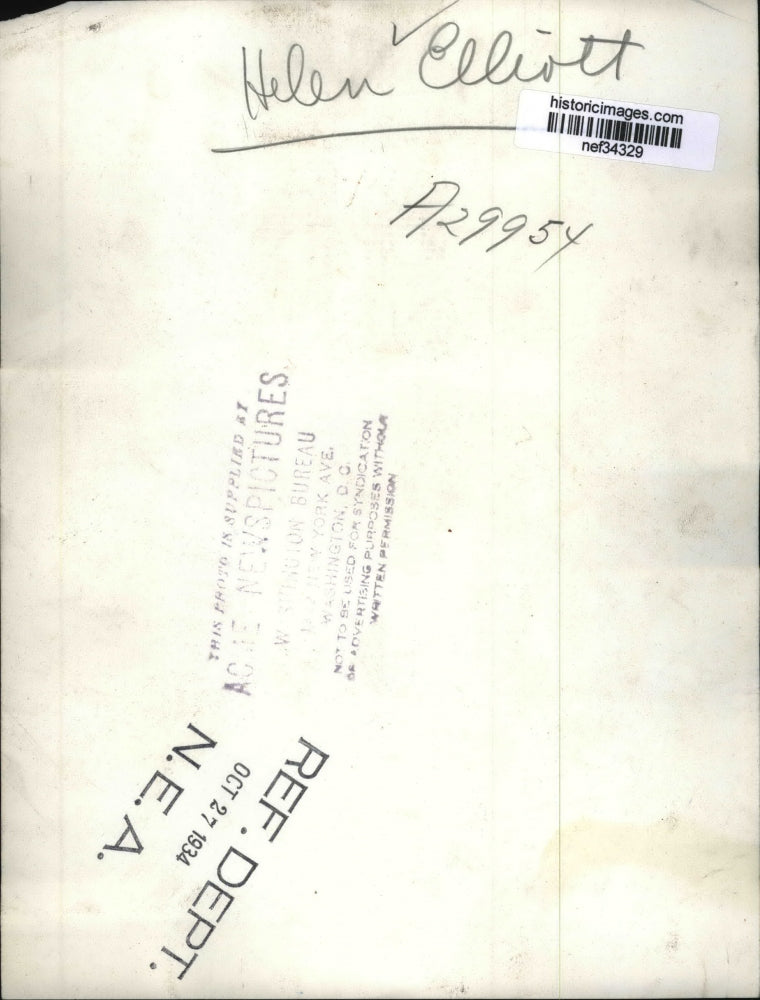 Helen Elliott
historicimages.com
nef34329
A29954
THIS PHOTO IS SUPPLIED BY
ACME NEWSPICTURES
WASHINGTON BUREAU
NEW YORK AVE.
WASHINGTON, D. C.
NOT TO BE USED FOR SYNDICATION
OR ADVERTISING PURPOSES WITHOUT
WRITTEN PERMISSION
REF. DEPT.
OCT 27 1934
N.E.A.